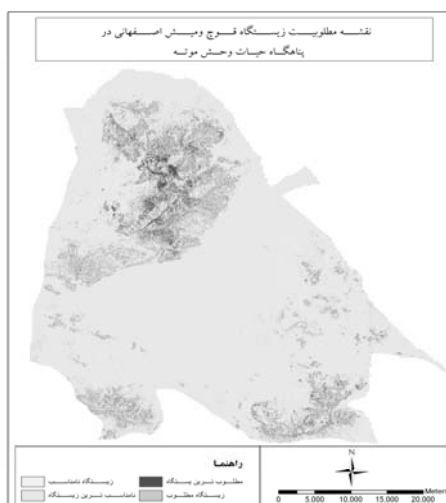 نقشه مطلوبیت زیستگاه قوچ ومیش اصفهانی در
پناهگاه حیات وحش موته
راهنما
مطلوب ترین یستگاه
زیستگاه نامناسب
زیستگاه مطلوب
نامناسب ترین زیستگاه
N
Meters
0 5,000 10,000 15,000 20,000